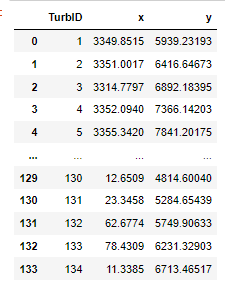 TurbID x y
0 1 3349.8515 5939.23193
1 2 3351.0017 6416.64673
2 3 3314.7797 6892.18395
3 4 3352.0940 7366.14203
4 5 3355.3420 7841.20175
... ... ... ...
129 130 12.6509 4814.60040
130 131 23.3458 5284.65439
131 132 62.6774 5749.90633
132 133 78.4309 6231.32903
133 134 11.3385 6713.46517